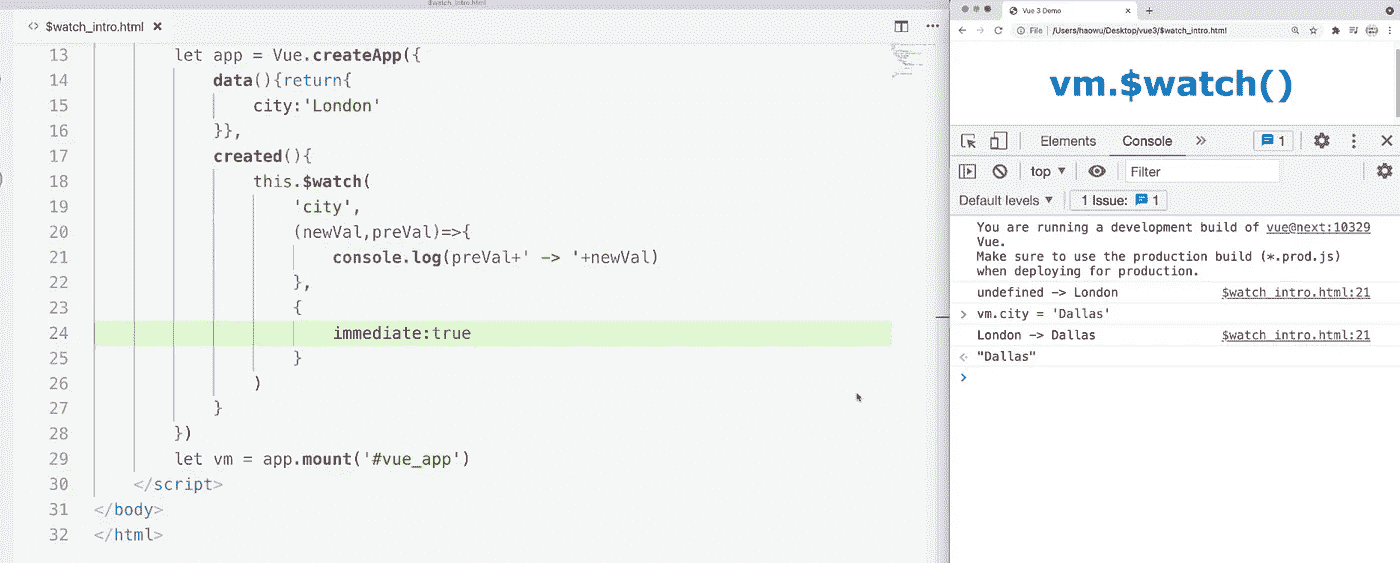 $watch_intro.html
<> $watch_intro.html ×
13 let app = Vue.createApp({
14 data(){return{
15 city:'London'
16 }},
17 created(){
18 this.$watch(
19 'city',
20 (newVal,preVal)=>{
21 console.log(preVal+' -> '+newVal)
22 },
23 {
24 immediate:true
25 }
26 )
27 }
28 })
29 let vm = app.mount('#vue_app')
30 </script>
31 </body>
32 </html>
Vue 3 Demo
File /Users/haowu/Desktop/vue3/$watch_intro.html
vm.$watch()
Elements Console » 1
top Filter
Default levels 1 Issue: 1
You are running a development build of vue@next:10329
Vue.
Make sure to use the production build (*.prod.js)
when deploying for production.
undefined -> London $watch_intro.html:21
> vm.city = 'Dallas'
London -> Dallas $watch_intro.html:21
"Dallas"
>